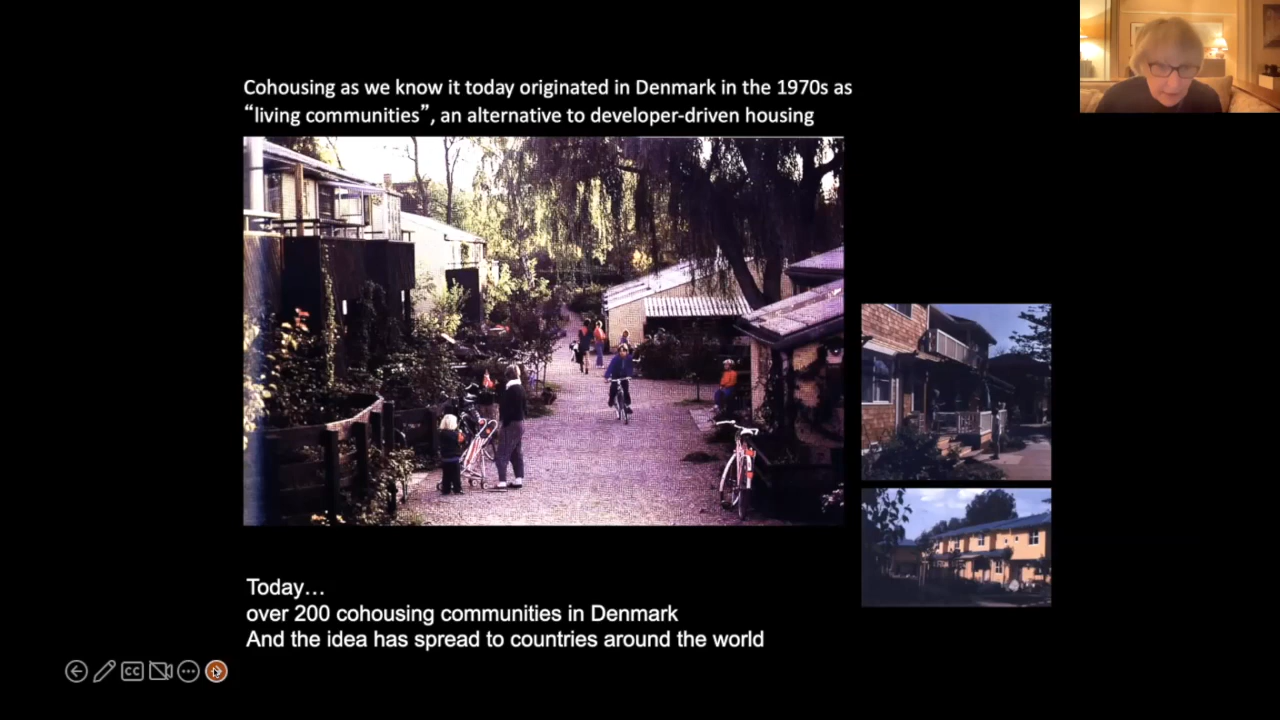 Cohousing as we know it today originated in Denmark in the 1970s as
“living communities”, an alternative to developer-driven housing
Today…
over 200 cohousing communities in Denmark
And the idea has spread to countries around the world
CC